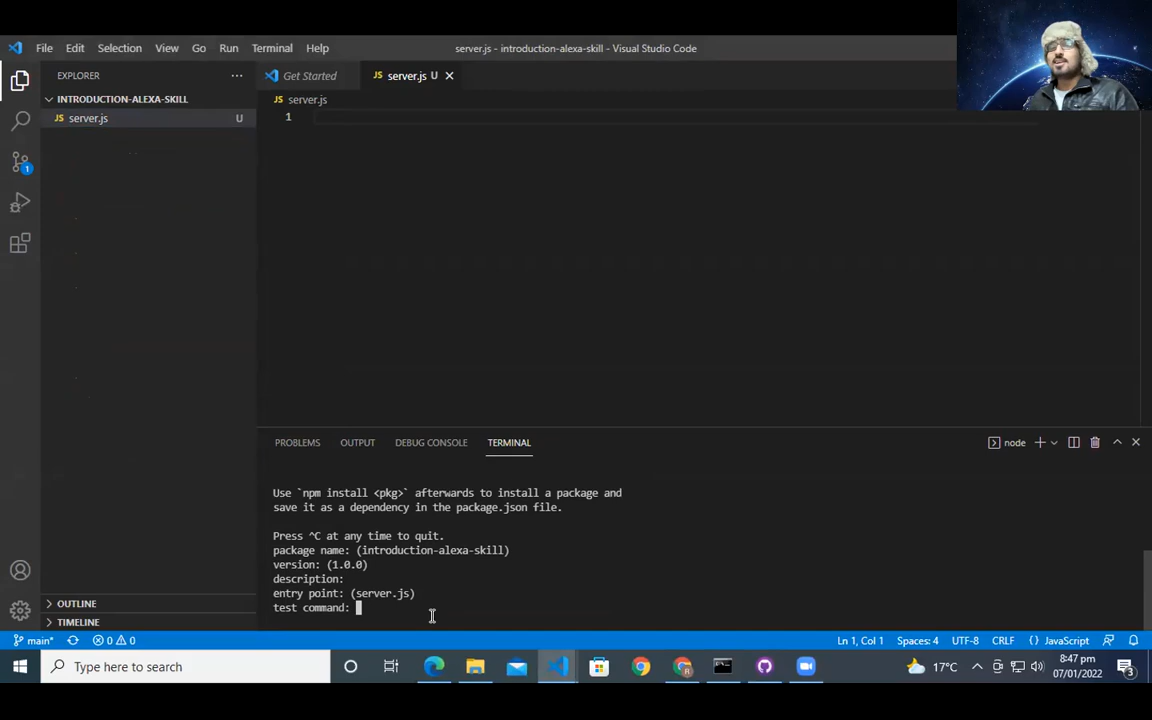 File Edit Selection View Go Run Terminal Help
server.js - introduction-alexa-skill - Visual Studio Code
EXPLORER
Get Started
JS server.js U
INTRODUCTION-ALEXA-SKILL
JS server.js
JS server.js U
1
1
PROBLEMS OUTPUT DEBUG CONSOLE TERMINAL
node
Use `npm install <pkg>` afterwards to install a package and
save it as a dependency in the package.json file.
Press ^C at any time to quit.
package name: (introduction-alexa-skill)
version: (1.0.0)
description:
entry point: (server.js)
test command:
OUTLINE
TIMELINE
main* 0 0
Ln 1, Col 1 Spaces: 4 UTF-8 CRLF {} JavaScript
Type here to search
17°C
8:47 pm
07/01/2022
3